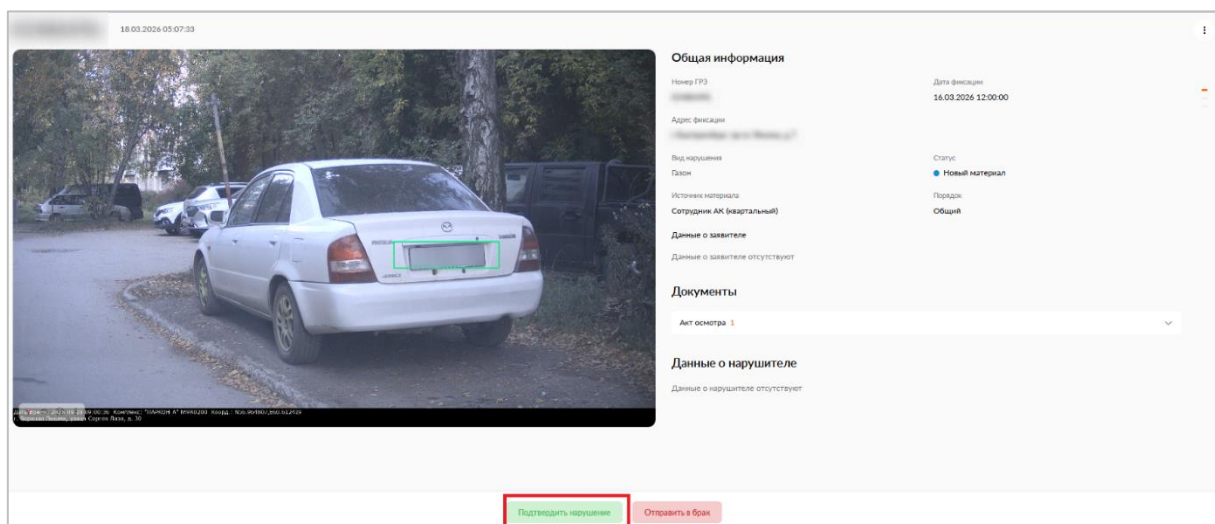 18.03.2026 05:07:33
Общая информация
Номер ГРЗ
Дата фиксации
16.03.2026 12:00:00
Адрес фиксации
Вид нарушения
Статус
Газон
Новый материал
Источник материала
Порядок
Сотрудник АК (квартальный)
Общий
Данные о заявителе
Данные о заявителе отсутствуют
Документы
Акт осмотра 1
Данные о нарушителе
Данные о нарушителе отсутствуют
Подтвердить нарушение
Отправить в брак